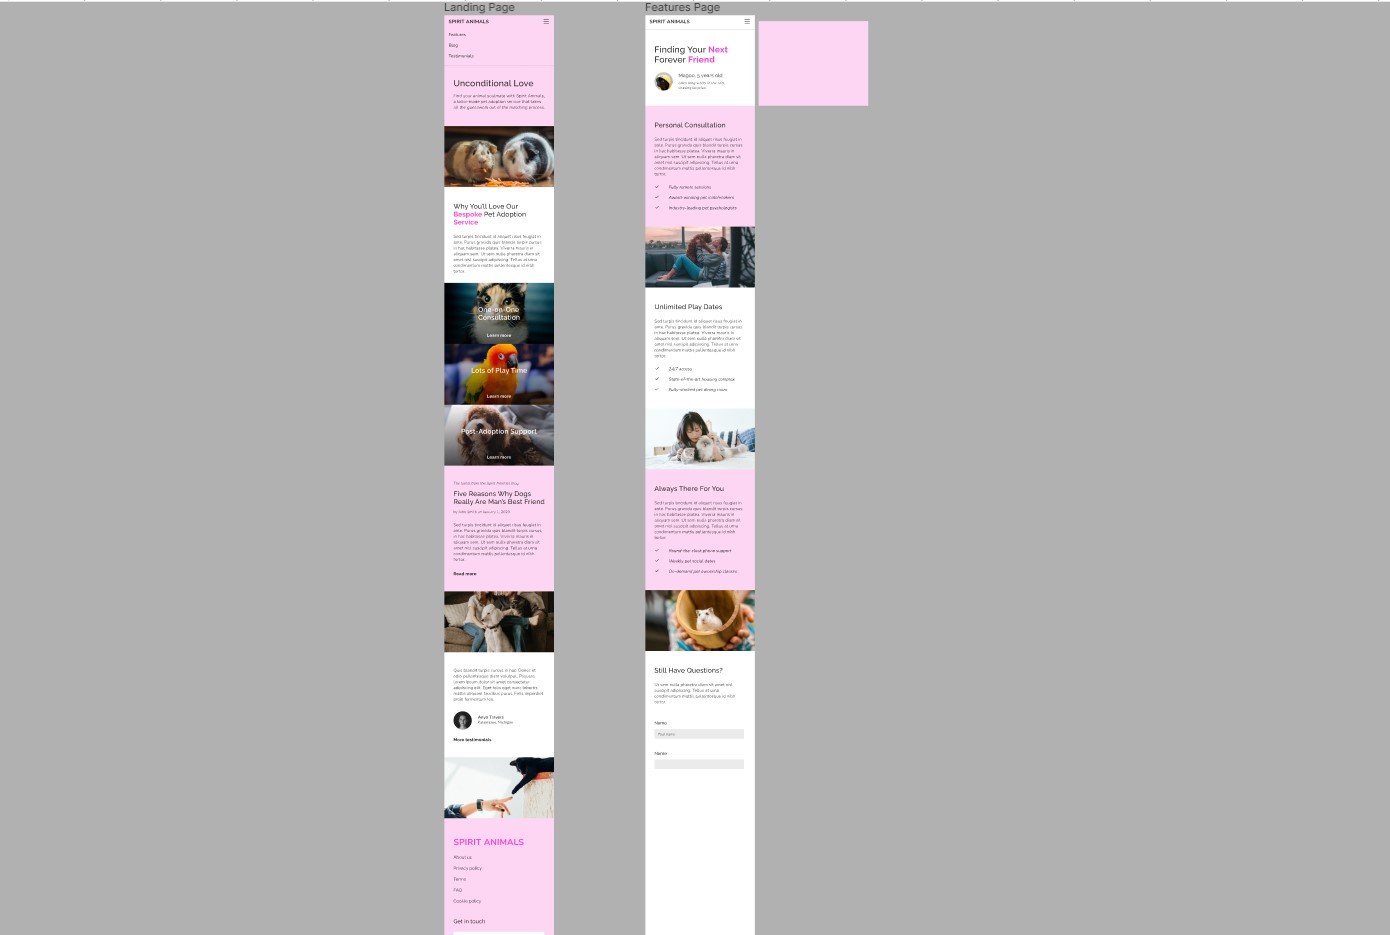 Landing Page
SPIRIT ANIMALS
Features
Blog
Testimonials
Unconditional Love
Find your animal soulmate with Spirit Animals,
a tailor-made pet adoption service that takes
all the guesswork out of the matching process.
Why You'll Love Our
Bespoke Pet Adoption
Service
Sed turpis tincidunt id aliquet risus feugiat in
ante. Purus gravida quis blandit turpis cursus
in hac habitasse platea. Viverra mauris in
aliquam sem. Ut sem nulla pharetra diam sit
amet nisl suscipit adipiscing. Tellus at urna
condimentum mattis pellentesque id nibh
tortor.
One-on-One
Consultation
Learn more
Lots of Play Time
Learn more
Post-Adoption Support
Learn more
The latest from the Spirit Animals blog
Five Reasons Why Dogs
Really Are Man's Best Friend
by John Smith on January 1, 2020
Sed turpis tincidunt id aliquet risus feugiat in
ante. Purus gravida quis blandit turpis cursus
in hac habitasse platea. Viverra mauris in
aliquam sem. Ut sem nulla pharetra diam sit
amet nisl suscipit adipiscing. Tellus at urna
condimentum mattis pellentesque id nibh
tortor.
Read more
Quis blandit turpis cursus in hac. Donec et
odio pellentesque diam volutpat. Posuere
lorem ipsum dolor sit amet consectetur
adipiscing elit. Eget felis eget nunc lobortis
mattis aliquam faucibus purus. Felis imperdiet
proin fermentum leo.
Anya Travers
Kalamazoo, Michigan
More testimonials
SPIRIT ANIMALS
About us
Privacy policy
Terms
FAQ
Cookie policy
Get in touch
Features Page
SPIRIT ANIMALS
Finding Your Next
Forever Friend
Magoo, 5 years old
Personal Consultation
Sed turpis tincidunt id aliquet risus feugiat in
ante. Purus gravida quis blandit turpis cursus
in hac habitasse platea. Viverra mauris in
aliquam sem. Ut sem nulla pharetra diam sit
amet nisl suscipit adipiscing. Tellus at urna
condimentum mattis pellentesque id nibh
tortor.
Fully remote sessions
Award-winning pet matchmakers
Industry-leading pet psychologists
Unlimited Play Dates
Sed turpis tincidunt id aliquet risus feugiat in
ante. Purus gravida quis blandit turpis cursus
in hac habitasse platea. Viverra mauris in
aliquam sem. Ut sem nulla pharetra diam sit
amet nisl suscipit adipiscing. Tellus at urna
condimentum mattis pellentesque id nibh
tortor.
24/7 access
State-of-the-art housing complex
Fully-stocked pet dining room
Always There For You
Sed turpis tincidunt id aliquet risus feugiat in
ante. Purus gravida quis blandit turpis cursus
in hac habitasse platea. Viverra mauris in
aliquam sem. Ut sem nulla pharetra diam sit
amet nisl suscipit adipiscing. Tellus at urna
condimentum mattis pellentesque id nibh
tortor.
Round-the-clock phone support
Weekly pet social dates
On-demand pet ownership classes
Still Have Questions?
Ut sem nulla pharetra diam sit amet nisl
suscipit adipiscing. Tellus at urna
condimentum mattis pellentesque id nibh
tortor.
Name
Your name
Name